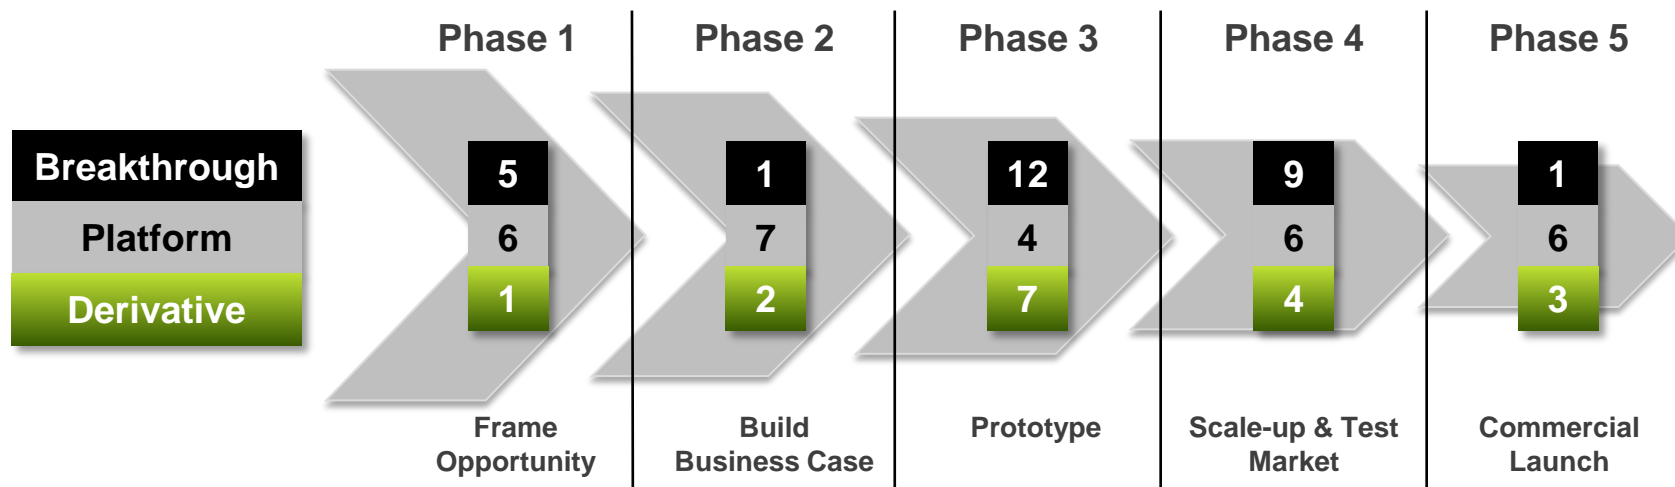 Phase 1 Phase 2 Phase 3 Phase 4 Phase 5
Breakthrough 5 1 12 9 1
Platform 6 7 4 6 6
Derivative 1 2 7 4 3
Frame
Opportunity
Build
Business Case
Prototype
Scale-up & Test
Market
Commercial
Launch